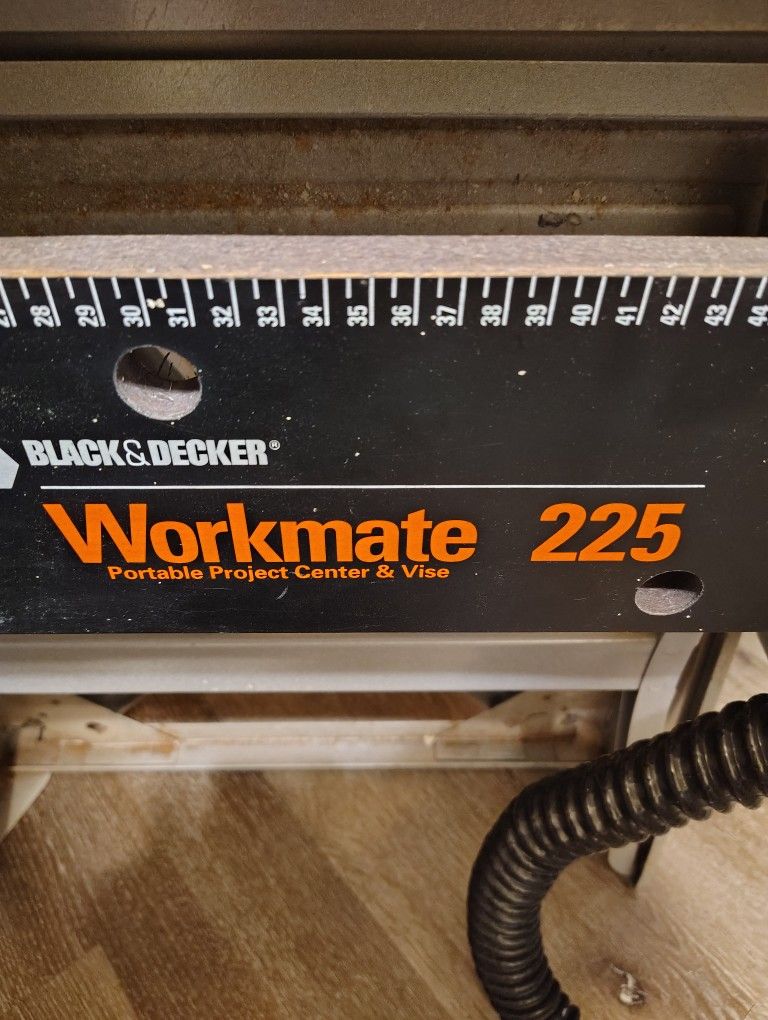 28 29 30 31 32 33 34 35 36 37 38 39 40 41 42 43 44
BLACK&DECKER®
Workmate 225
Portable Project Center & Vise